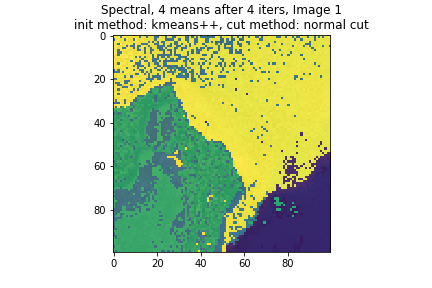 Spectral, 4 means after 4 iters, Image 1
init method: kmeans++, cut method: normal cut
0
20
40
60
80
0 20 40 60 80